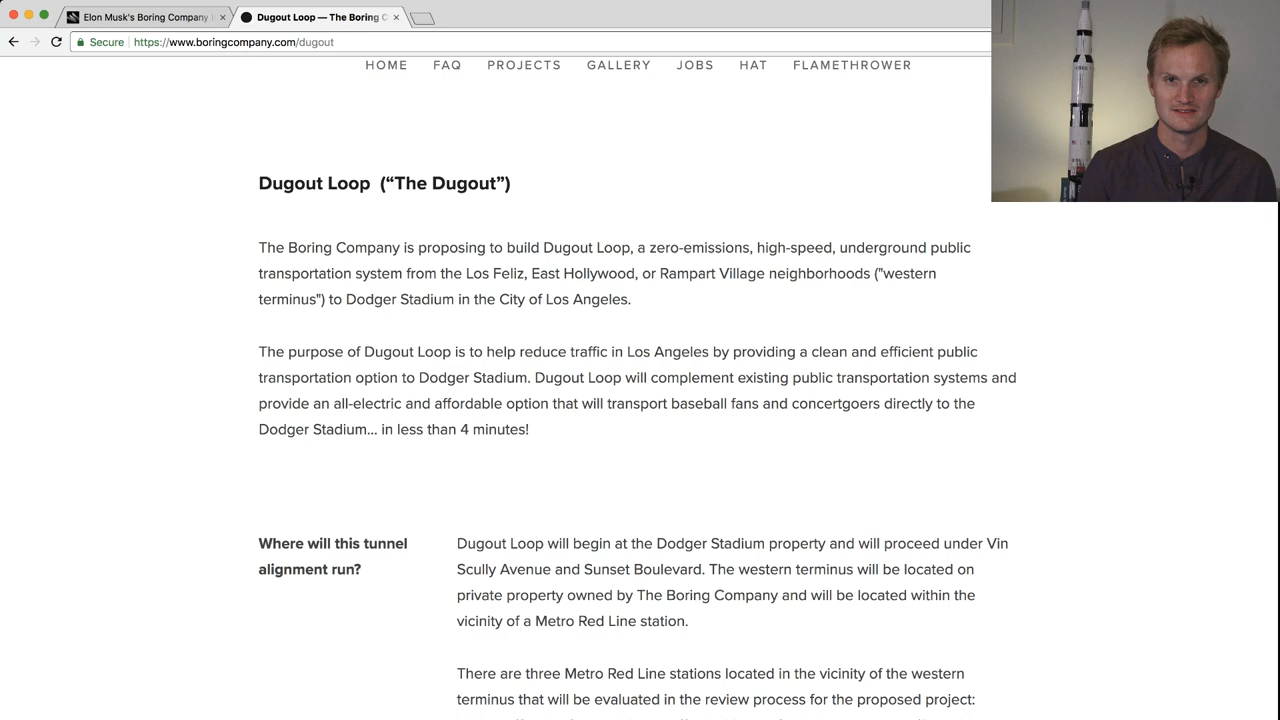 Elon Musk's Boring Company
Dugout Loop — The Boring C
Secure
https://www.boringcompany.com/dugout
HOME FAQ PROJECTS GALLERY JOBS HAT FLAMETHROWER
Dugout Loop (“The Dugout”)
The Boring Company is proposing to build Dugout Loop, a zero-emissions, high-speed, underground public
transportation system from the Los Feliz, East Hollywood, or Rampart Village neighborhoods ("western
terminus") to Dodger Stadium in the City of Los Angeles.
The purpose of Dugout Loop is to help reduce traffic in Los Angeles by providing a clean and efficient public
transportation option to Dodger Stadium. Dugout Loop will complement existing public transportation systems and
provide an all-electric and affordable option that will transport baseball fans and concertgoers directly to the
Dodger Stadium... in less than 4 minutes!
Where will this tunnel
alignment run?
Dugout Loop will begin at the Dodger Stadium property and will proceed under Vin
Scully Avenue and Sunset Boulevard. The western terminus will be located on
private property owned by The Boring Company and will be located within the
vicinity of a Metro Red Line station.
There are three Metro Red Line stations located in the vicinity of the western
terminus that will be evaluated in the review process for the proposed project: